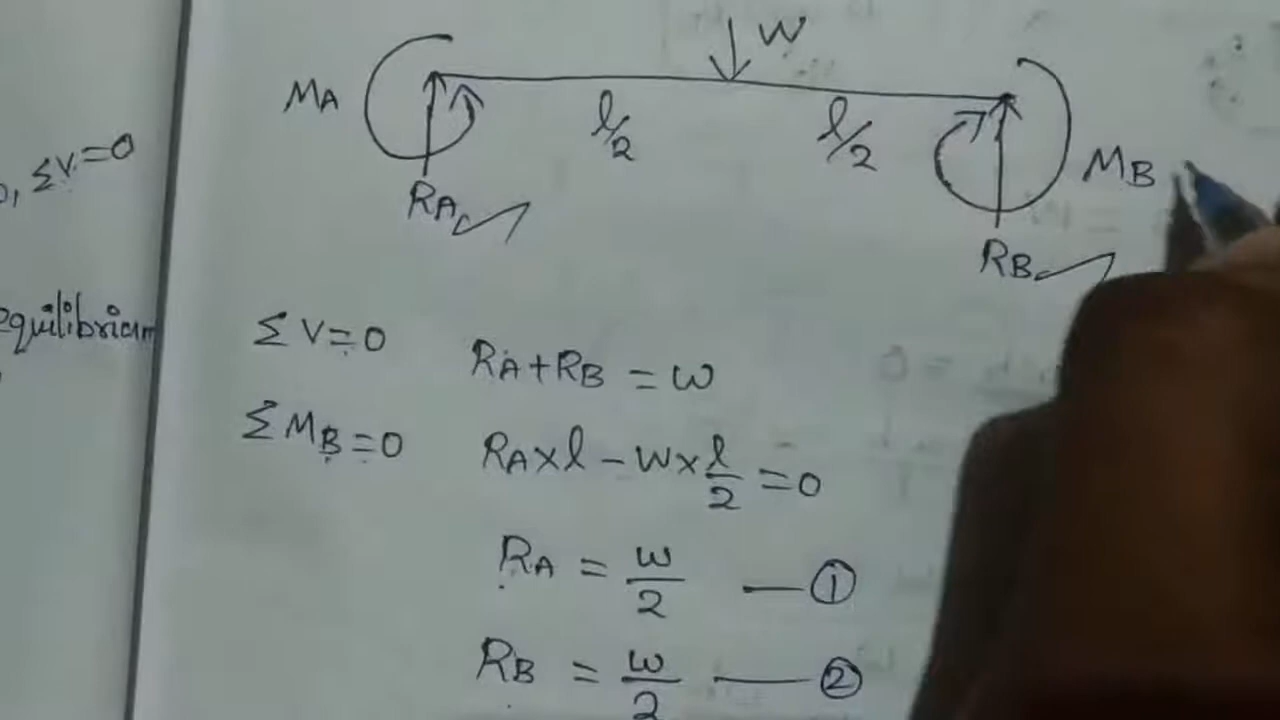 W
MA
l/2
l/2
MB
RA
RB
ΣV=0
equilibrium
ΣV=0 RA+RB = W
ΣMB=0 RA×l - W×l/2 =0
RA = W/2 — ①
RB = W/2 — ②